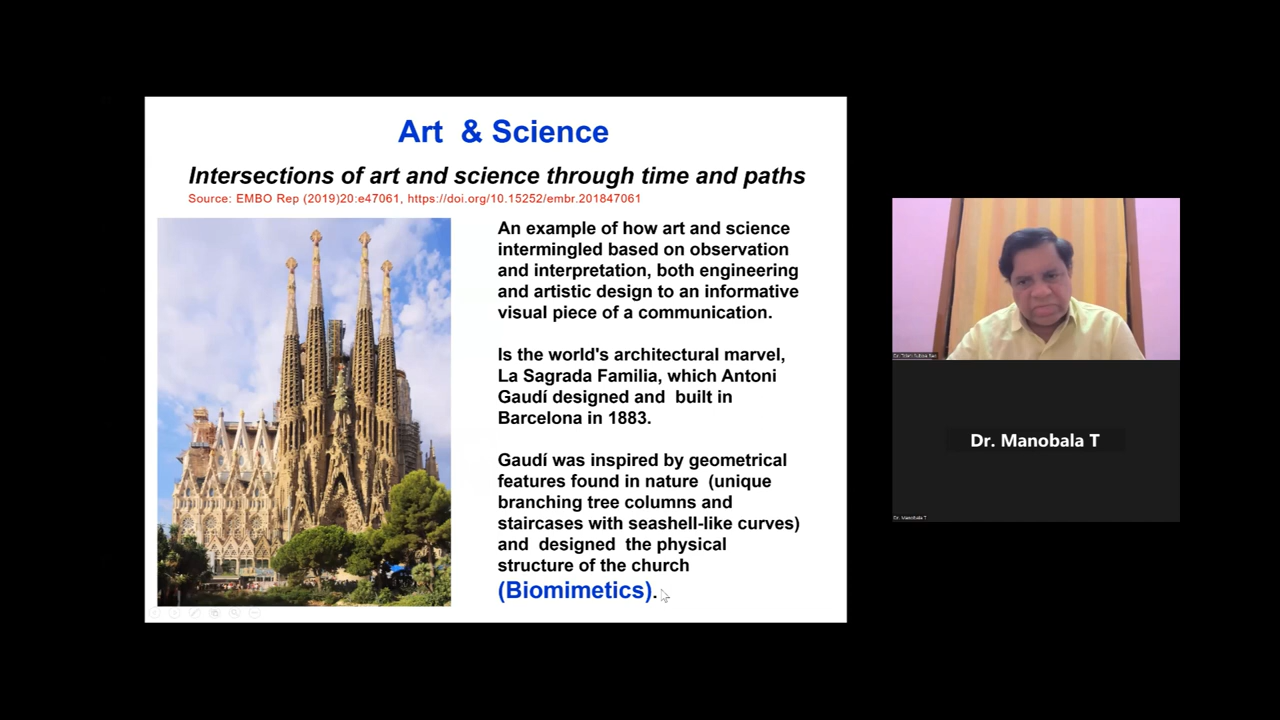 Art & Science
Intersections of art and science through time and paths
Source: EMBO Rep (2019)20:e47061, https://doi.org/10.15252/embr.201847061
An example of how art and science
intermingled based on observation
and interpretation, both engineering
and artistic design to an informative
visual piece of a communication.
Is the world's architectural marvel,
La Sagrada Familia, which Antoni
Gaudí designed and built in
Barcelona in 1883.
Gaudí was inspired by geometrical
features found in nature (unique
branching tree columns and
staircases with seashell-like curves)
and designed the physical
structure of the church
(Biomimetics).
Dr. Manobala T
Dr. Manobala T